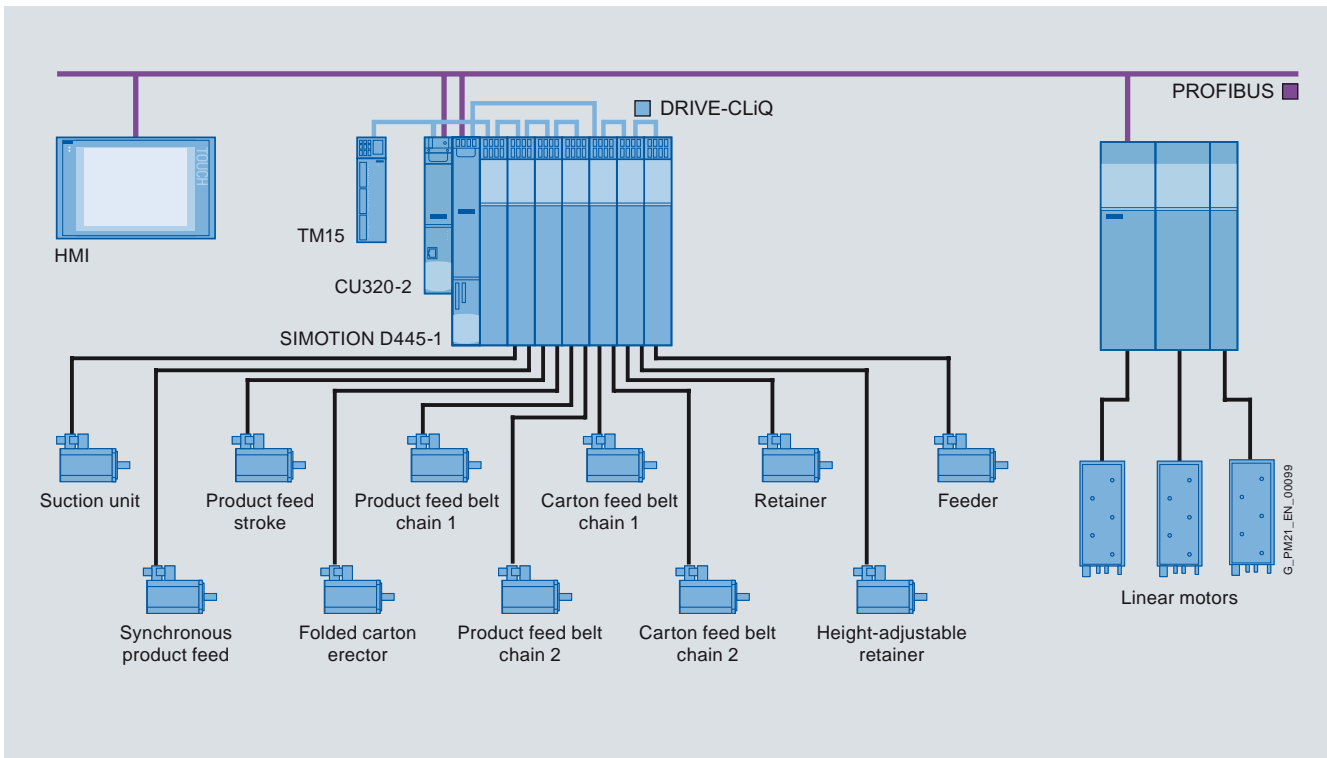 PROFIBUS
DRIVE-CLiQ
TOUCH
HMI
TM15
CU320-2
SIMOTION D445-1
Suction unit
Product feed
stroke
Product feed belt
chain 1
Carton feed belt
chain 1
Retainer
Feeder
Synchronous
product feed
Folded carton
erector
Product feed belt
chain 2
Carton feed belt
chain 2
Height-adjustable
retainer
Linear motors
G_PM21_EN_00099